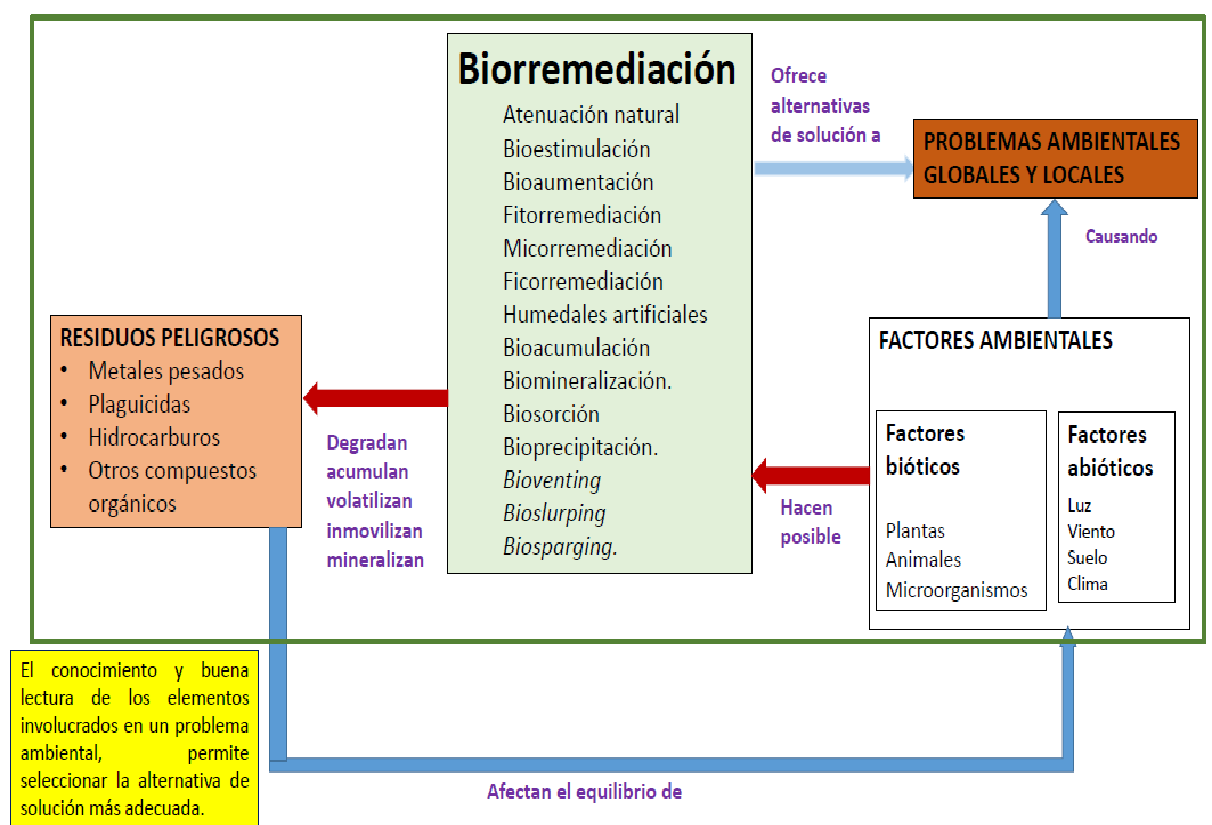 Biorremediación
Atenuación natural
Bioestimulación
Bioaumentación
Fitorremediación
Micorremediación
Ficorremediación
Humedales artificiales
Bioacumulación
Biomineralización.
Biosorción
Bioprecipitación.
Bioventing
Bioslurping
Biosparging.
Ofrece
alternativas
de solución a
PROBLEMAS AMBIENTALES
GLOBALES Y LOCALES
Causando
RESIDUOS PELIGROSOS
• Metales pesados
• Plaguicidas
• Hidrocarburos
• Otros compuestos
orgánicos
Degradan
acumulan
volatilizan
inmovilizan
mineralizan
FACTORES AMBIENTALES
Factores
bióticos
Plantas
Animales
Microorganismos
Factores
abióticos
Luz
Viento
Suelo
Clima
Hacen
posible
El conocimiento y buena
lectura de los elementos
involucrados en un problema
ambiental, permite
seleccionar la alternativa de
solución más adecuada.
Afectan el equilibrio de